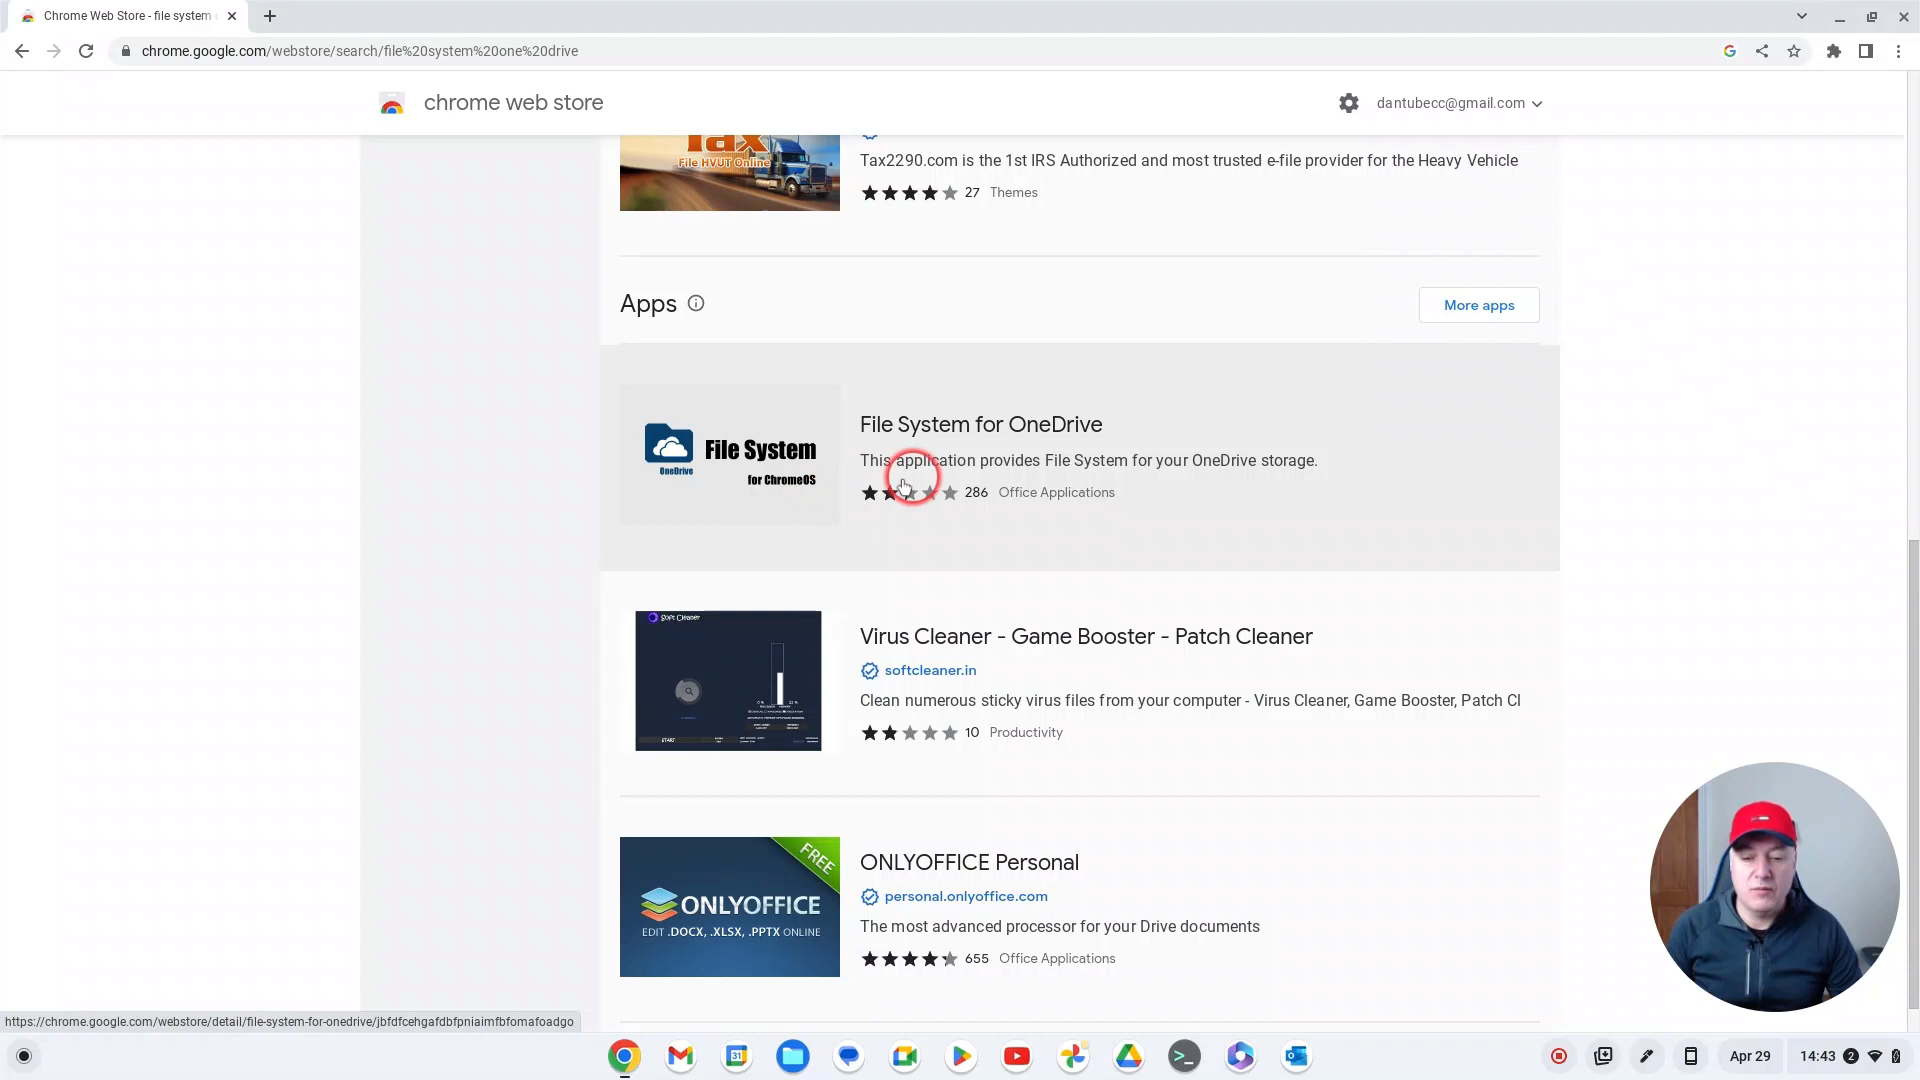 Chrome Web Store - file system
chrome.google.com/webstore/search/file%20system%20one%20drive
chrome web store
dantubecc@gmail.com
Tax
File HVUT Online
Tax2290.com is the 1st IRS Authorized and most trusted e-file provider for the Heavy Vehicle
27 Themes
Apps
More apps
OneDrive
File System
for ChromeOS
File System for OneDrive
This application provides File System for your OneDrive storage.
286 Office Applications
Soft Cleaner
START
Virus Cleaner - Game Booster - Patch Cleaner
softcleaner.in
Clean numerous sticky virus files from your computer - Virus Cleaner, Game Booster, Patch Cl
10 Productivity
FREE
ONLYOFFICE
EDIT .DOCX, .XLSX, .PPTX ONLINE
ONLYOFFICE Personal
personal.onlyoffice.com
The most advanced processor for your Drive documents
655 Office Applications
https://chrome.google.com/webstore/detail/file-system-for-onedrive/jbfdfcehgafdbfpniaimfbfomafoadgo
31
Apr 29
14:43
2